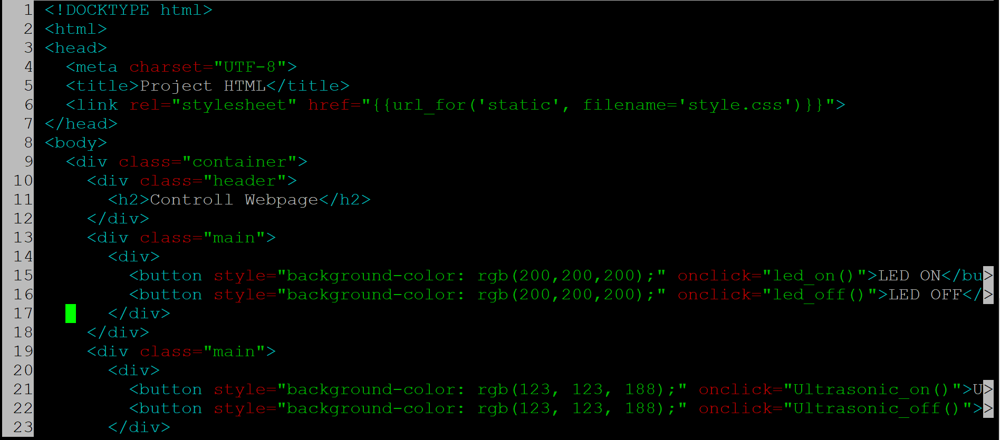 1 <!DOCKTYPE html>
2 <html>
3 <head>
4   <meta charset="UTF-8">
5   <title>Project HTML</title>
6   <link rel="stylesheet" href="{{url_for('static', filename='style.css')}}">
7 </head>
8 <body>
9   <div class="container">
10     <div class="header">
11       <h2>Controll Webpage</h2>
12     </div>
13     <div class="main">
14       <div>
15         <button style="background-color: rgb(200,200,200);" onclick="led_on()">LED ON</bu>
16         <button style="background-color: rgb(200,200,200);" onclick="led_off()">LED OFF</>
17       </div>
18     </div>
19     <div class="main">
20       <div>
21         <button style="background-color: rgb(123, 123, 188);" onclick="Ultrasonic_on()">U>
22         <button style="background-color: rgb(123, 123, 188);" onclick="Ultrasonic_off()">>
23       </div>